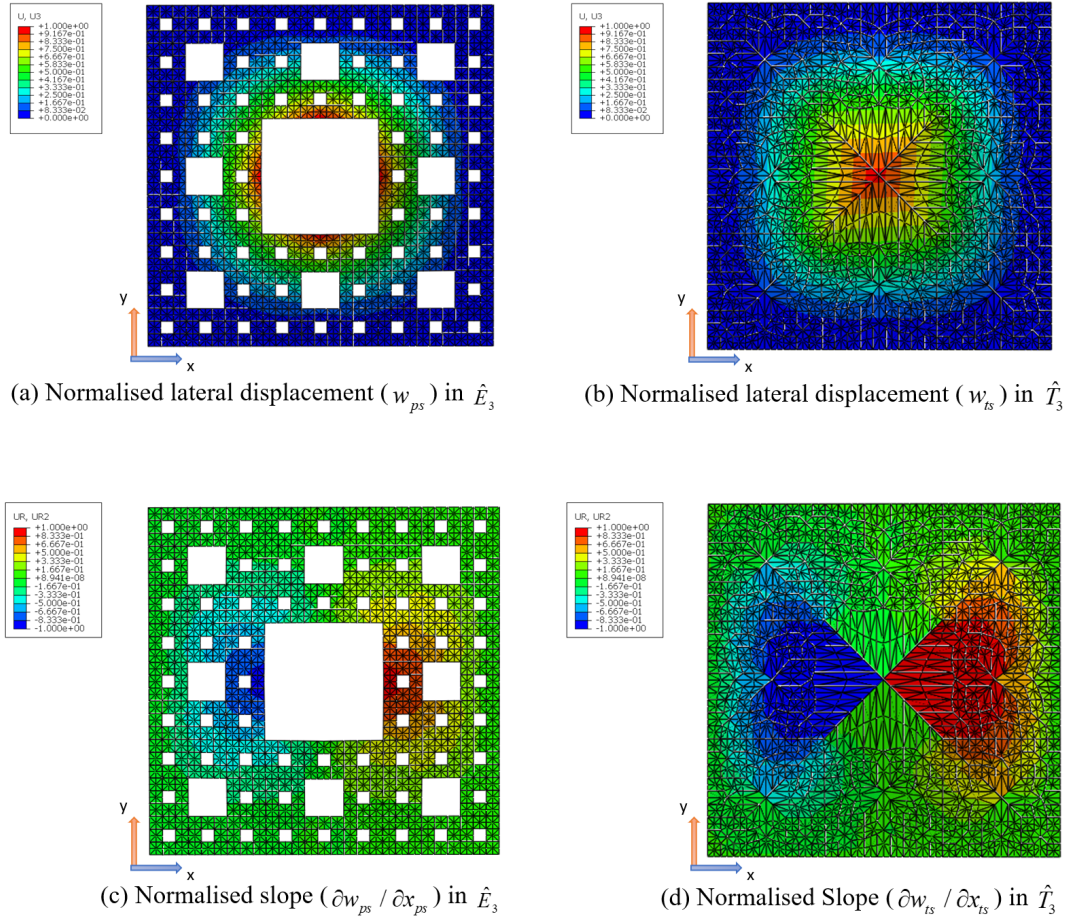 U, U3
+1.000e+00
+9.167e-01
+8.333e-01
+7.500e-01
+6.667e-01
+5.833e-01
+5.000e-01
+4.167e-01
+3.333e-01
+2.500e-01
+1.667e-01
+8.333e-02
+0.000e+00
y
x
(a) Normalised lateral displacement ( w_ps ) in Ê_3
U, U3
+1.000e+00
+9.167e-01
+8.333e-01
+7.500e-01
+6.667e-01
+5.833e-01
+5.000e-01
+4.167e-01
+3.333e-01
+2.500e-01
+1.667e-01
+8.333e-02
+0.000e+00
y
x
(b) Normalised lateral displacement ( w_ts ) in T̂_3
UR, UR2
+1.000e+00
+8.333e-01
+6.667e-01
+5.000e-01
+3.333e-01
+1.667e-01
+8.941e-08
-1.667e-01
-3.333e-01
-5.000e-01
-6.667e-01
-8.333e-01
-1.000e+00
y
x
(c) Normalised slope ( ∂w_ps / ∂x_ps ) in Ê_3
UR, UR2
+1.000e+00
+8.333e-01
+6.667e-01
+5.000e-01
+3.333e-01
+1.667e-01
+8.941e-08
-1.667e-01
-3.333e-01
-5.000e-01
-6.667e-01
-8.333e-01
-1.000e+00
y
x
(d) Normalised Slope ( ∂w_ts / ∂x_ts ) in T̂_3